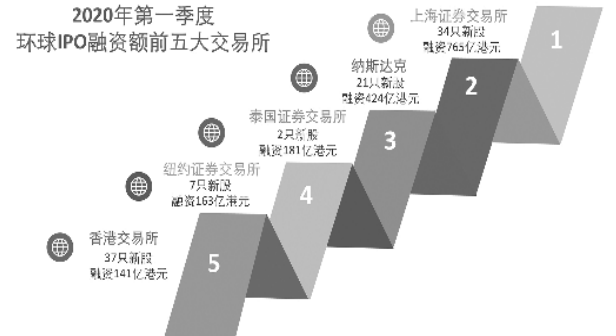 2020年第一季度
环球IPO融资额前五大交易所
上海证券交易所
34只新股
融资765亿港元
1
纳斯达克
21只新股
融资424亿港元
2
泰国证券交易所
2只新股
融资181亿港元
3
纽约证券交易所
7只新股
融资163亿港元
4
香港交易所
37只新股
融资141亿港元
5